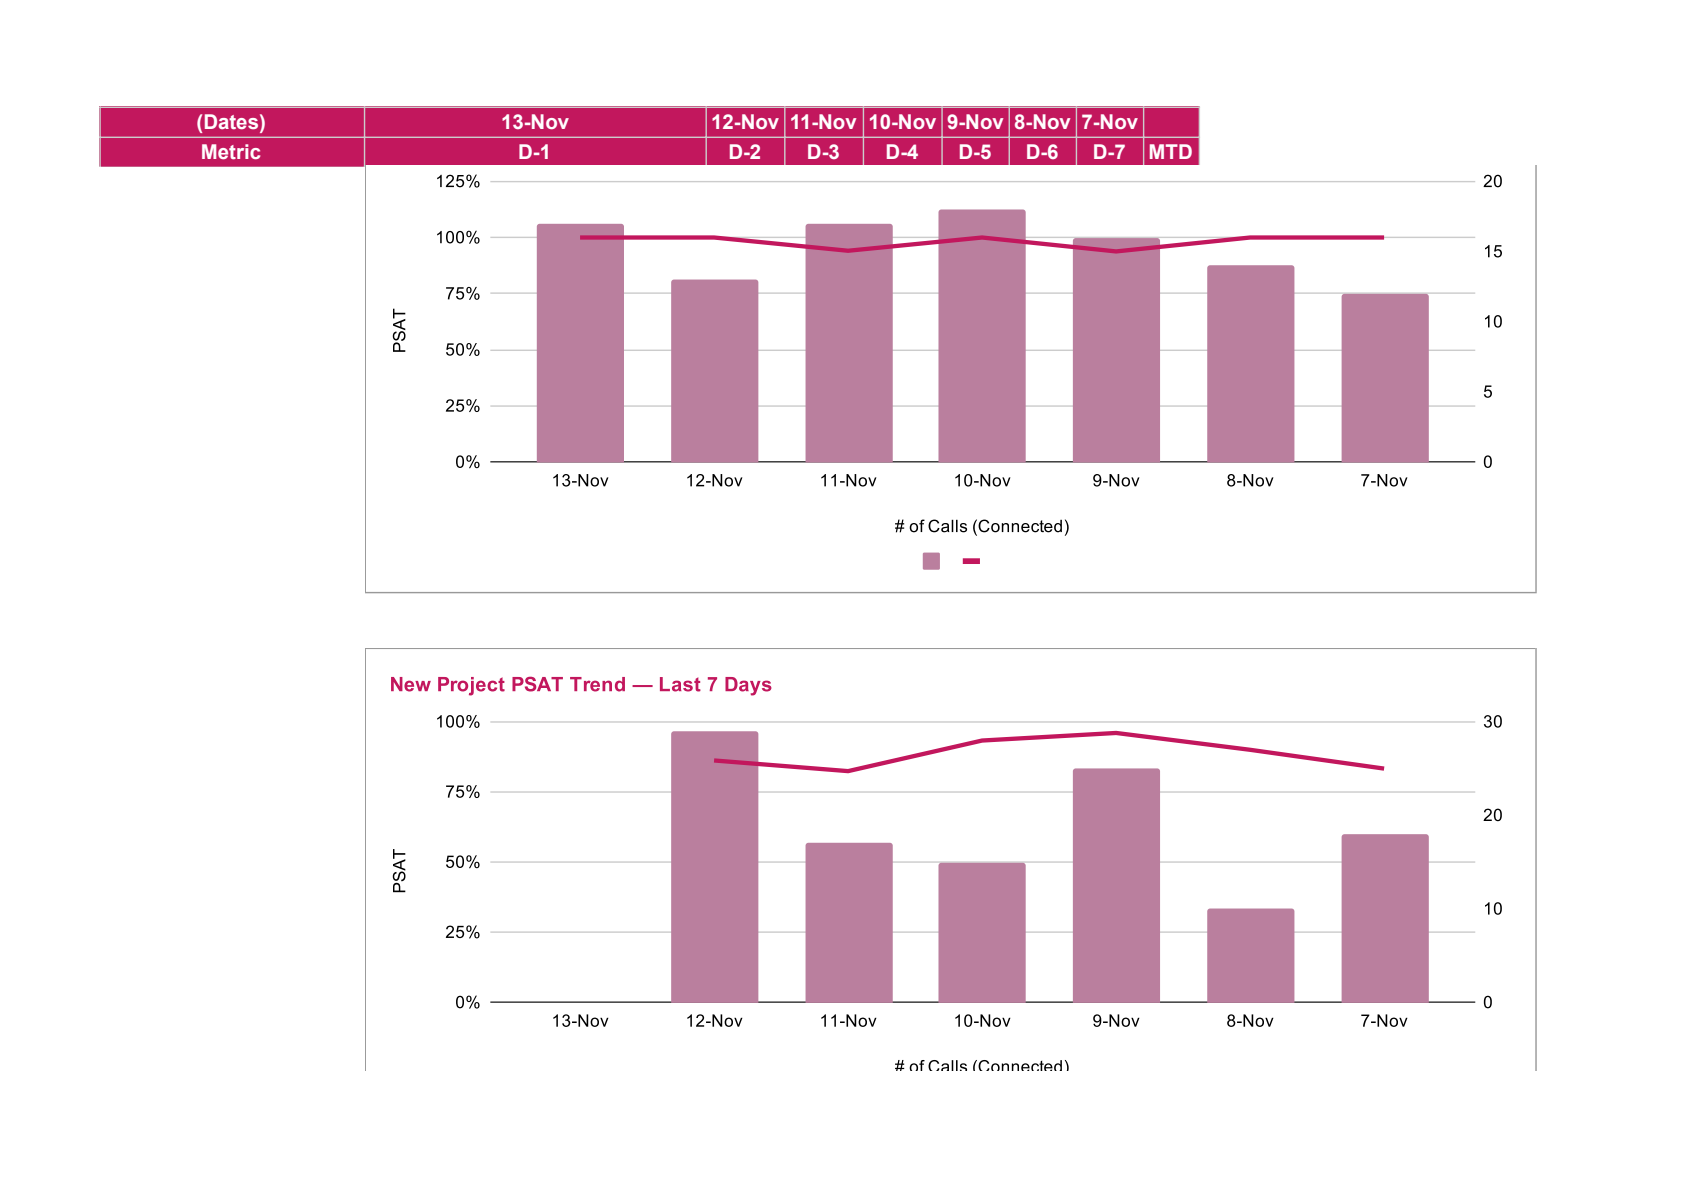 (Dates) 13-Nov 12-Nov 11-Nov 10-Nov 9-Nov 8-Nov 7-Nov
Metric D-1 D-2 D-3 D-4 D-5 D-6 D-7 MTD
125% 20
100% 15
75%
10
50%
5
25%
0% 0
PSAT
13-Nov 12-Nov 11-Nov 10-Nov 9-Nov 8-Nov 7-Nov
# of Calls (Connected)
New Project PSAT Trend — Last 7 Days
100% 30
75%
20
50%
10
25%
0% 0
PSAT
13-Nov 12-Nov 11-Nov 10-Nov 9-Nov 8-Nov 7-Nov
# of Calls (Connected)